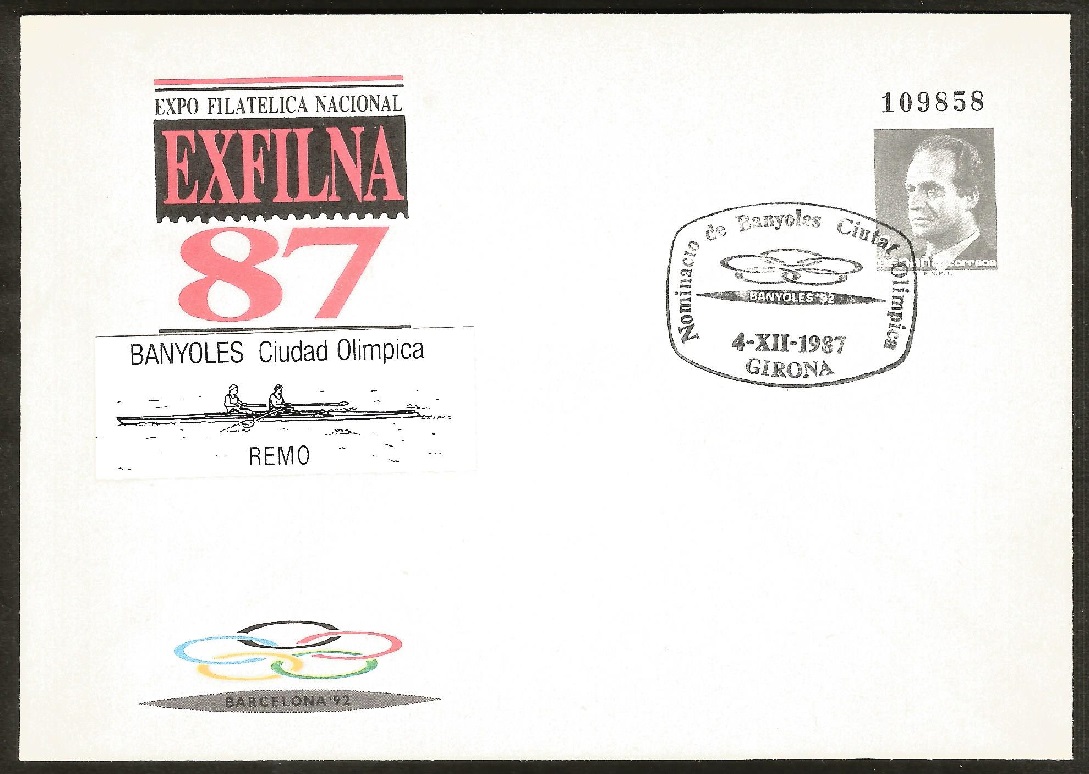 EXPO FILATELICA NACIONAL
EXFILNA
87
BANYOLES Ciudad Olimpica
REMO
BARCELONA '92
109858
Nominacio de Banyoles Ciutat Olimpica
BANYOLES '92
4-XII-1987
GIRONA